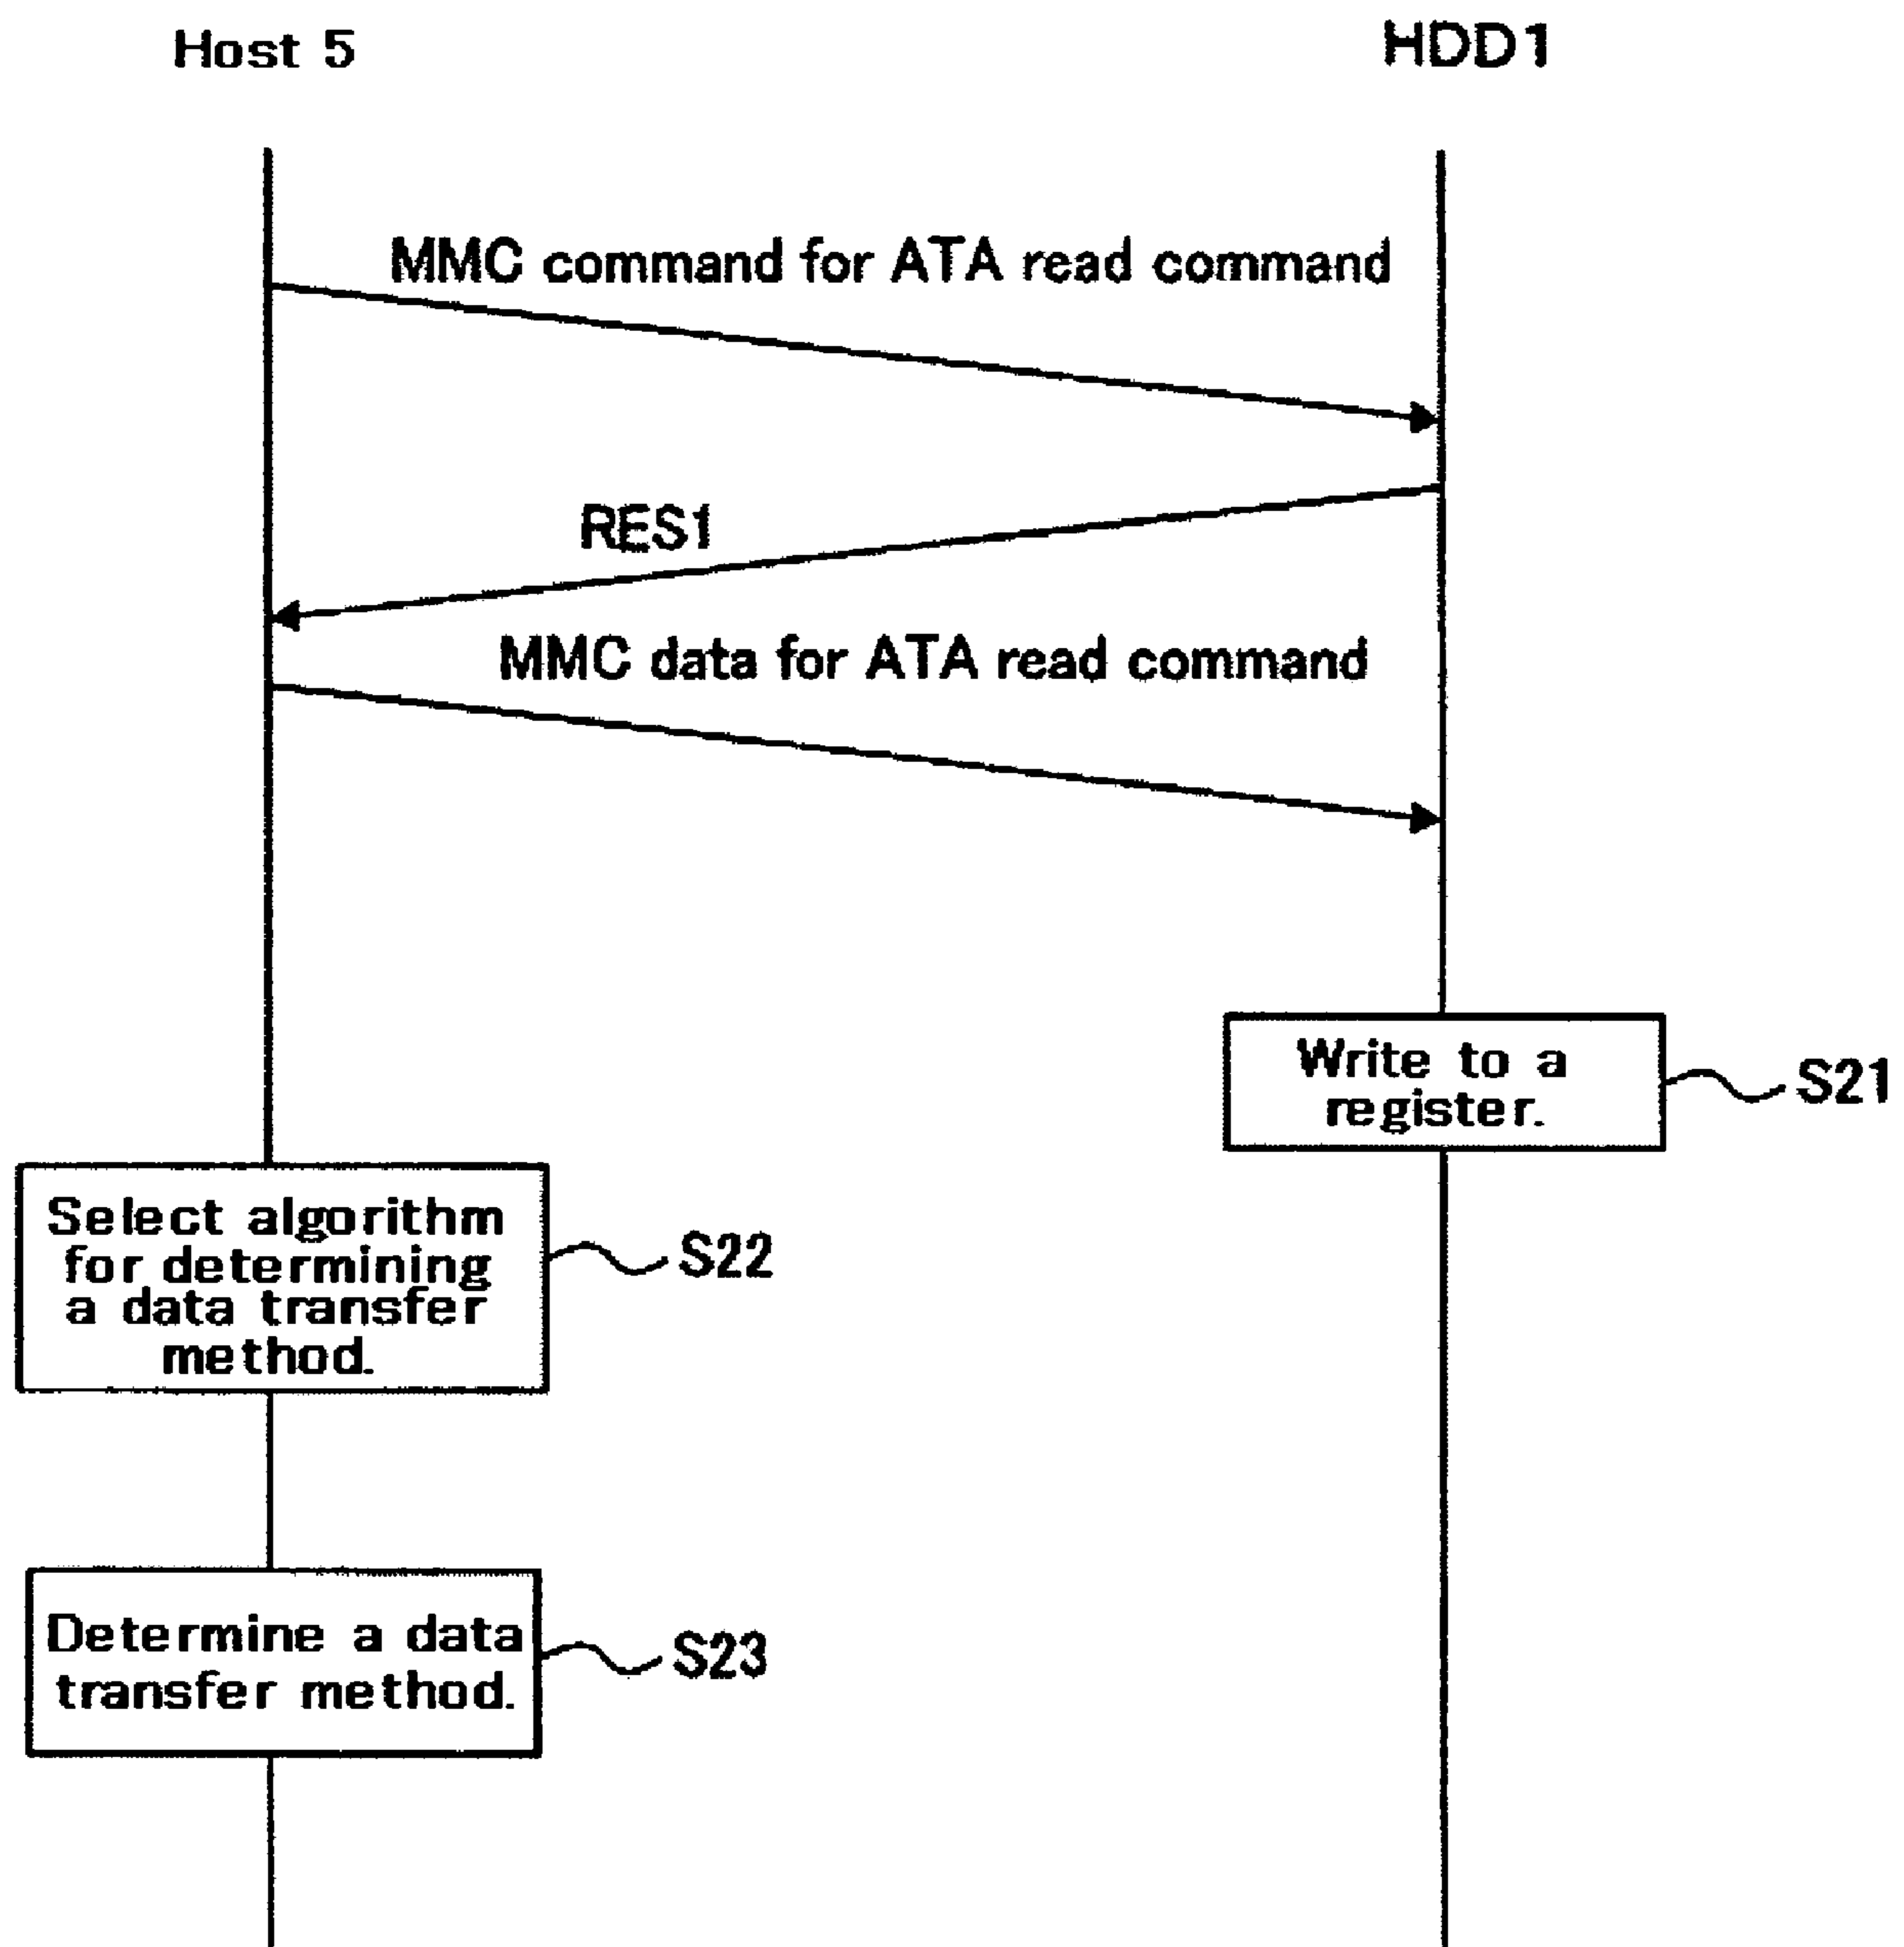 Host 5
HDD1
MMC command for ATA read command
RES1
MMC data for ATA read command
Write to a
register.
S21
Select algorithm
for determining
a data transfer
method.
S22
Determine a data
transfer method.
S23